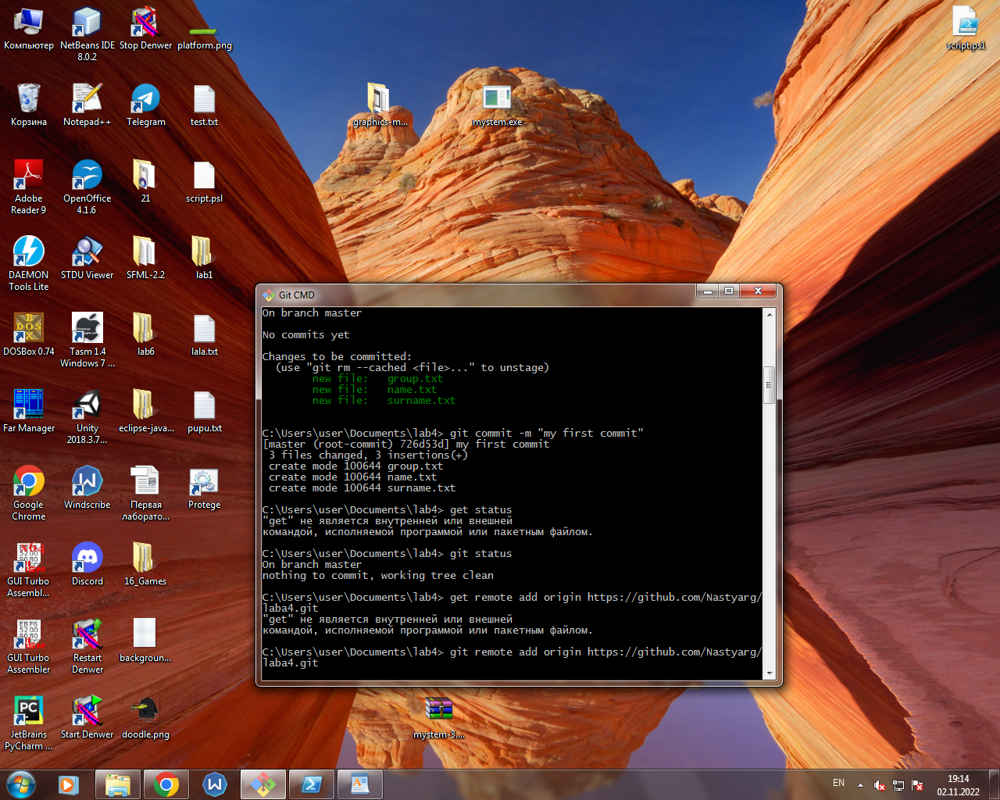 Компьютер
NetBeans IDE
8.0.2
Stop Denwer
platform.png
script.ps1
Корзина
Notepad++
Telegram
test.txt
graphics-m...
mystem.exe
Adobe
Reader 9
OpenOffice
4.1.6
21
script.psl
DAEMON
Tools Lite
STDU Viewer
SFML-2.2
lab1
DOSBox 0.74
Tasm 1.4
Windows 7 ...
lab6
lala.txt
Far Manager
Unity
2018.3.7...
eclipse-java...
pupu.txt
Google
Chrome
Windscribe
Первая
лаборато...
Protege
GUI Turbo
Assembl...
Discord
16_Games
GUI Turbo
Assembler
Restart
Denwer
backgroun...
JetBrains
PyCharm ...
Start Denwer
doodle.png
mystem-3....
Git CMD
On branch master
No commits yet
Changes to be committed:
(use "git rm --cached <file>..." to unstage)
new file:   group.txt
new file:   name.txt
new file:   surname.txt
C:\Users\user\Documents\lab4> git commit -m "my first commit"
[master (root-commit) 726d53d] my first commit
3 files changed, 3 insertions(+)
create mode 100644 group.txt
create mode 100644 name.txt
create mode 100644 surname.txt
C:\Users\user\Documents\lab4> get status
"get" не является внутренней или внешней
командой, исполняемой программой или пакетным файлом.
C:\Users\user\Documents\lab4> git status
On branch master
nothing to commit, working tree clean
C:\Users\user\Documents\lab4> get remote add origin https://github.com/Nastyarg/
laba4.git
"get" не является внутренней или внешней
командой, исполняемой программой или пакетным файлом.
C:\Users\user\Documents\lab4> git remote add origin https://github.com/Nastyarg/
laba4.git
EN
19:14
02.11.2022